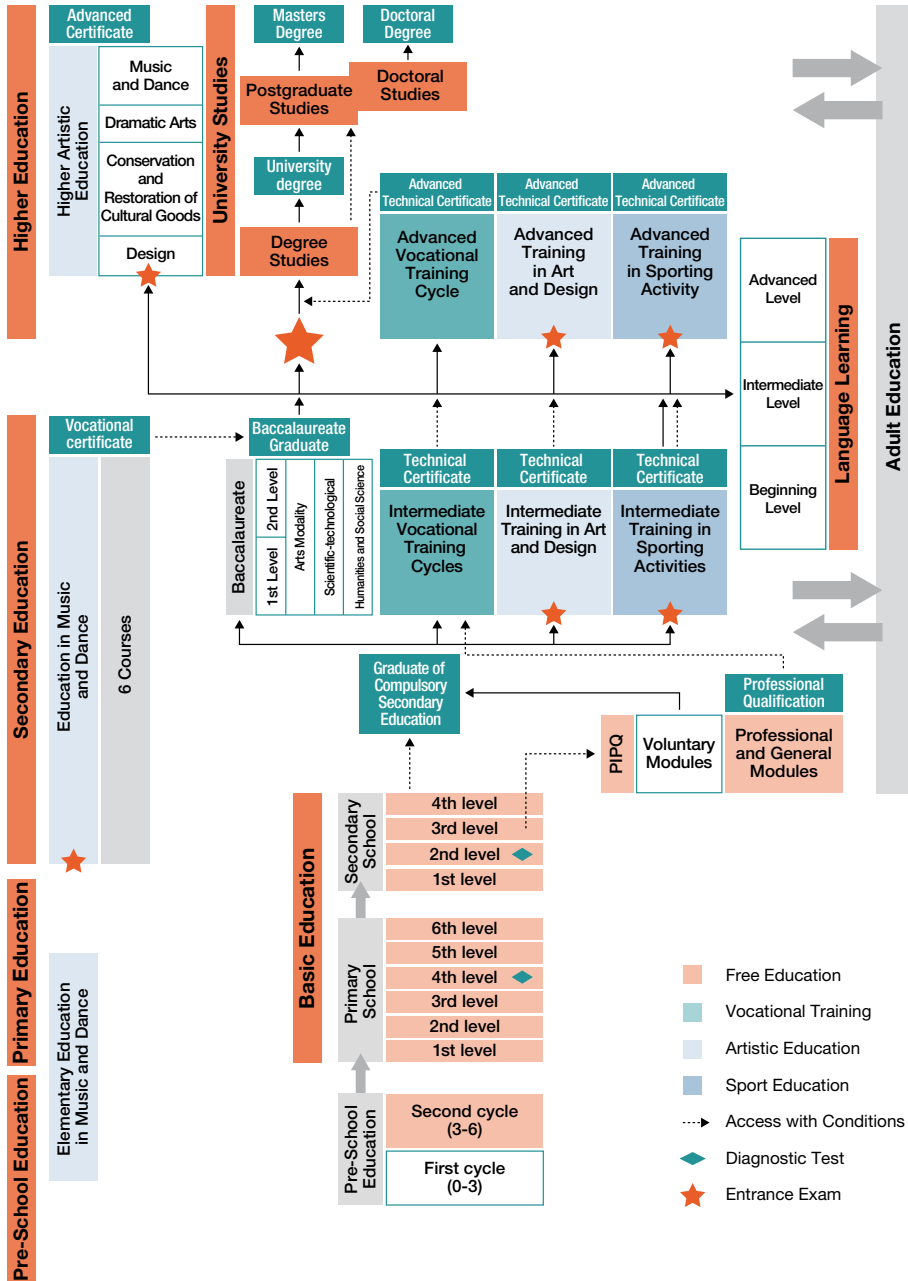 Higher Education
Advanced
Certificate
Higher Artistic
Education
Music
and Dance
Dramatic Arts
Conservation
and
Restoration of
Cultural Goods
Design
University Studies
Masters
Degree
Doctoral
Degree
Postgraduate
Studies
Doctoral
Studies
University
degree
Degree
Studies
Advanced
Technical Certificate
Advanced
Vocational
Training
Cycle
Advanced
Technical Certificate
Advanced
Training
in Art
and Design
Advanced
Technical Certificate
Advanced
Training
in Sporting
Activity
Advanced
Level
Intermediate
Level
Beginning
Level
Language Learning
Adult Education
Secondary Education
Vocational
certificate
Education in Music
and Dance
6 Courses
Baccalaureate
Graduate
Baccalaureate
1st Level
2nd Level
Arts Modality
Scientific-technological
Humanities and Social Science
Technical
Certificate
Intermediate
Vocational
Training
Cycles
Technical
Certificate
Intermediate
Training in Art
and Design
Technical
Certificate
Intermediate
Training in
Sporting
Activities
Graduate of
Compulsory
Secondary
Education
PIPQ
Voluntary
Modules
Professional
Qualification
Professional
and General
Modules
Basic Education
Secondary
School
4th level
3rd level
2nd level
1st level
Primary Education
Primary
School
6th level
5th level
4th level
3rd level
2nd level
1st level
Elementary Education
in Music and Dance
Pre-School Education
Pre-School
Education
Second cycle
(3-6)
First cycle
(0-3)
Free Education
Vocational Training
Artistic Education
Sport Education
Access with Conditions
Diagnostic Test
Entrance Exam